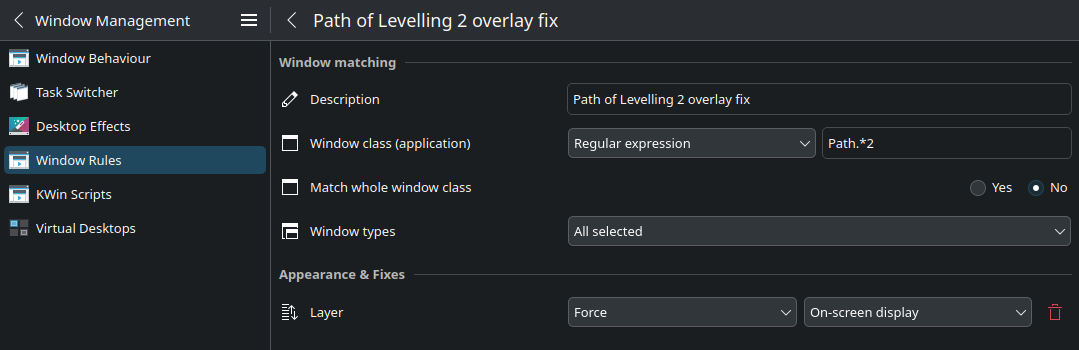 Window Management
Path of Levelling 2 overlay fix
Window Behaviour
Task Switcher
Desktop Effects
Window Rules
KWin Scripts
Virtual Desktops
Window matching
Description
Path of Levelling 2 overlay fix
Window class (application)
Regular expression
Path.*2
Match whole window class
Yes
No
Window types
All selected
Appearance & Fixes
Layer
Force
On-screen display